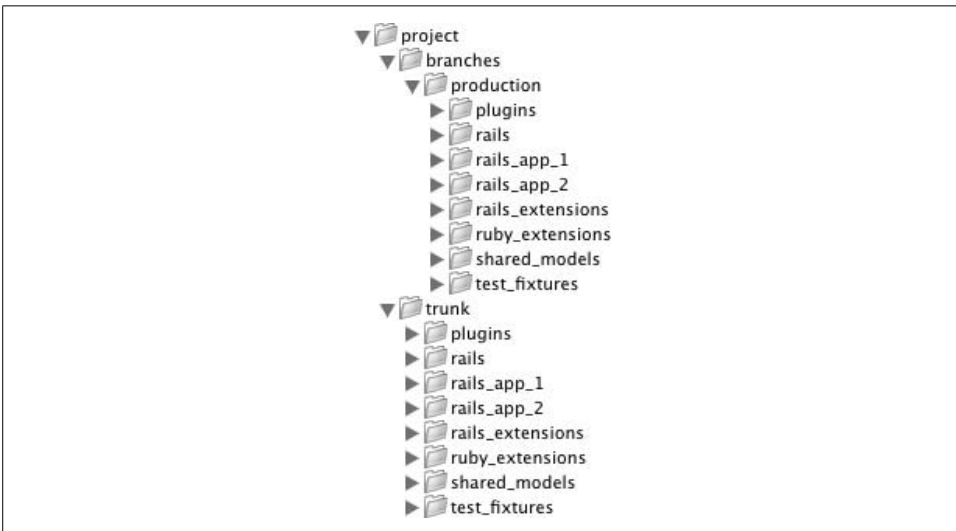 project
branches
production
plugins
rails
rails_app_1
rails_app_2
rails_extensions
ruby_extensions
shared_models
test_fixtures
trunk
plugins
rails
rails_app_1
rails_app_2
rails_extensions
ruby_extensions
shared_models
test_fixtures